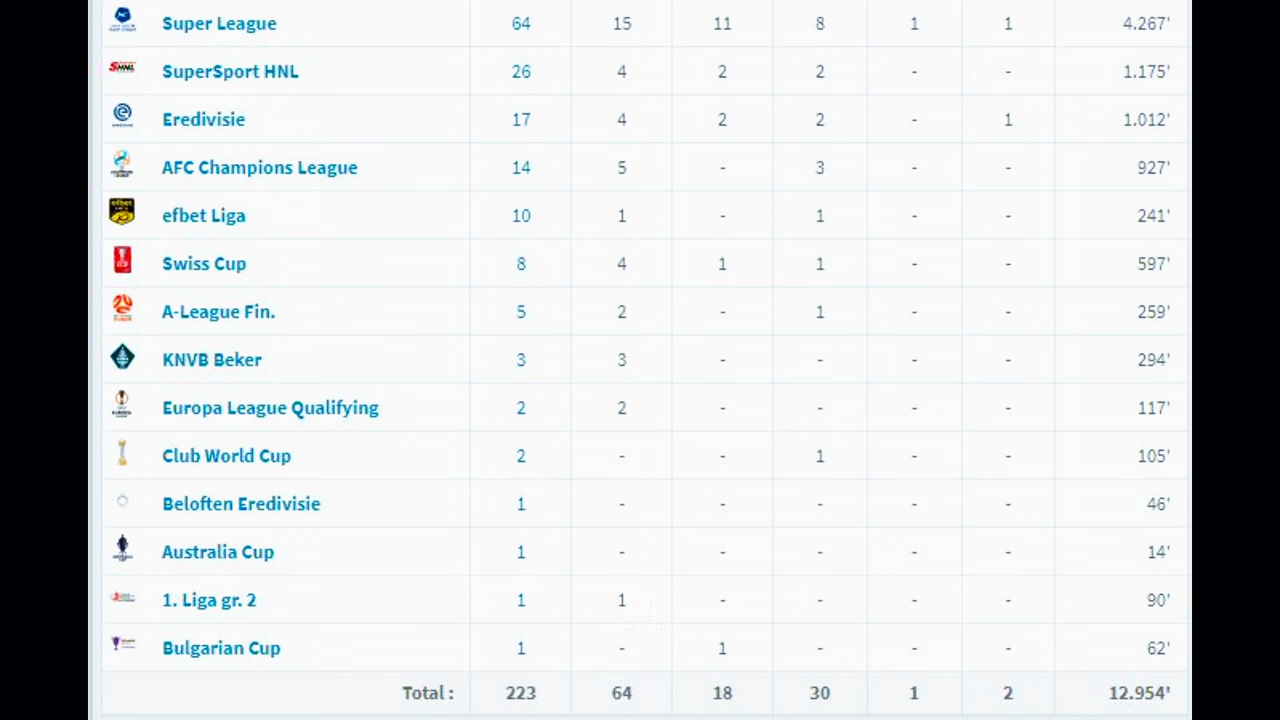 Super League 64 15 11 8 1 1 4.267'
SuperSport HNL 26 4 2 2 - - 1.175'
Eredivisie 17 4 2 2 - 1 1.012'
AFC Champions League 14 5 - 3 - - 927'
efbet Liga 10 1 - 1 - - 241'
Swiss Cup 8 4 1 1 - - 597'
A-League Fin. 5 2 - 1 - - 259'
KNVB Beker 3 3 - - - - 294'
Europa League Qualifying 2 2 - - - - 117'
Club World Cup 2 - - 1 - - 105'
Beloften Eredivisie 1 - - - - - 46'
Australia Cup 1 - - - - - 14'
1. Liga gr. 2 1 1 - - - - 90'
Bulgarian Cup 1 - 1 - - - 62'
Total : 223 64 18 30 1 2 12.954'